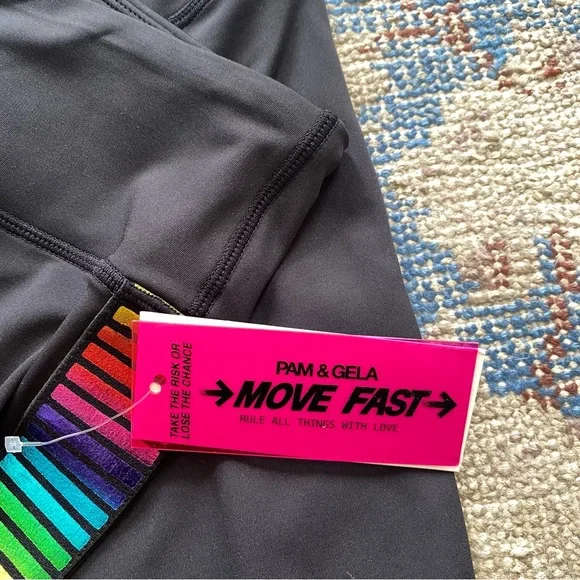 TAKE THE RISK OR
LOSE THE CHANCE
PAM & GELA
→MOVE FAST→
RULE ALL THINGS WITH LOVE